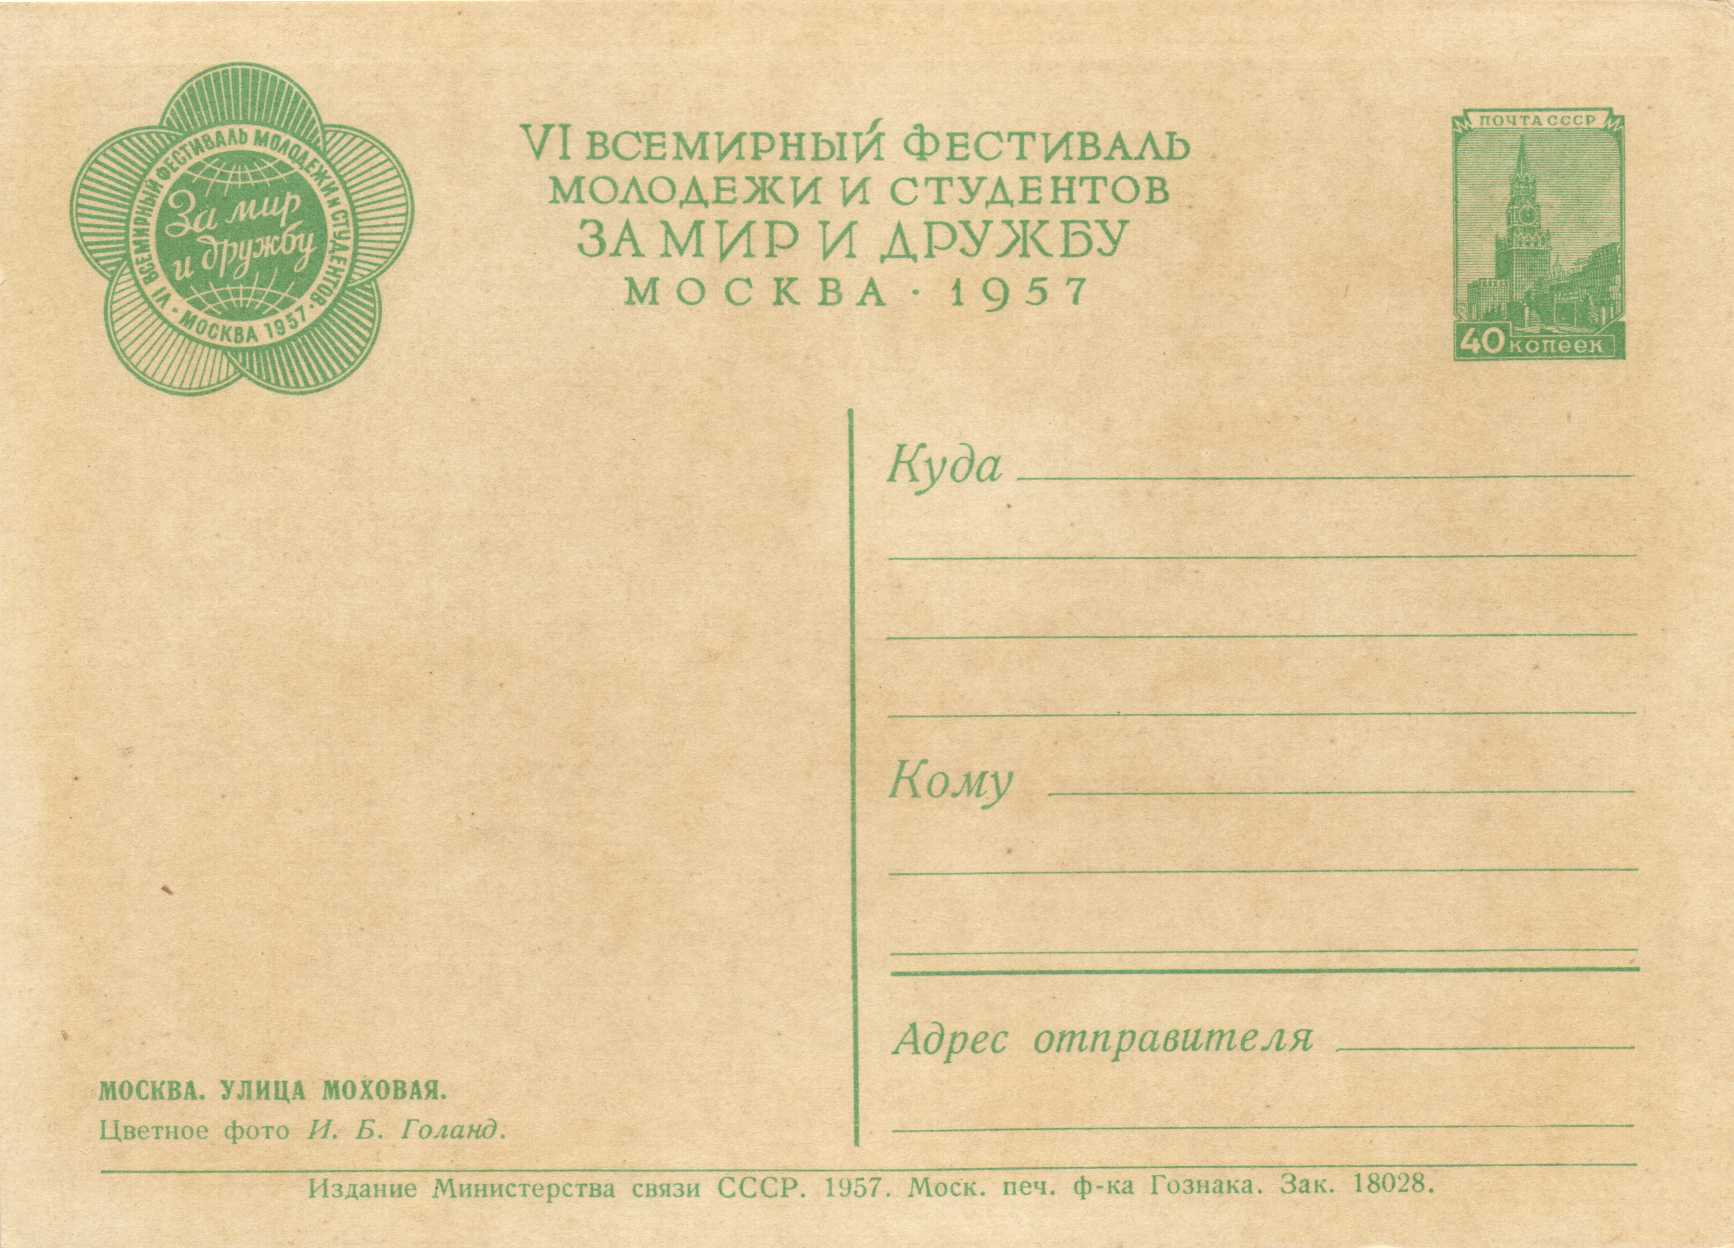 VI ВСЕМИРНЫЙ ФЕСТИВАЛЬ МОЛОДЕЖИ И СТУДЕНТОВ
За мир
и дружбу
· МОСКВА 1957 ·
VI ВСЕМИРНЫЙ ФЕСТИВАЛЬ
МОЛОДЕЖИ И СТУДЕНТОВ
ЗА МИР И ДРУЖБУ
МОСКВА · 1957
ПОЧТА СССР
40 копеек
Куда
Кому
Адрес отправителя
МОСКВА. УЛИЦА МОХОВАЯ.
Цветное фото И. Б. Голанд.
Издание Министерства связи СССР. 1957. Моск. печ. ф-ка Гознака. Зак. 18028.